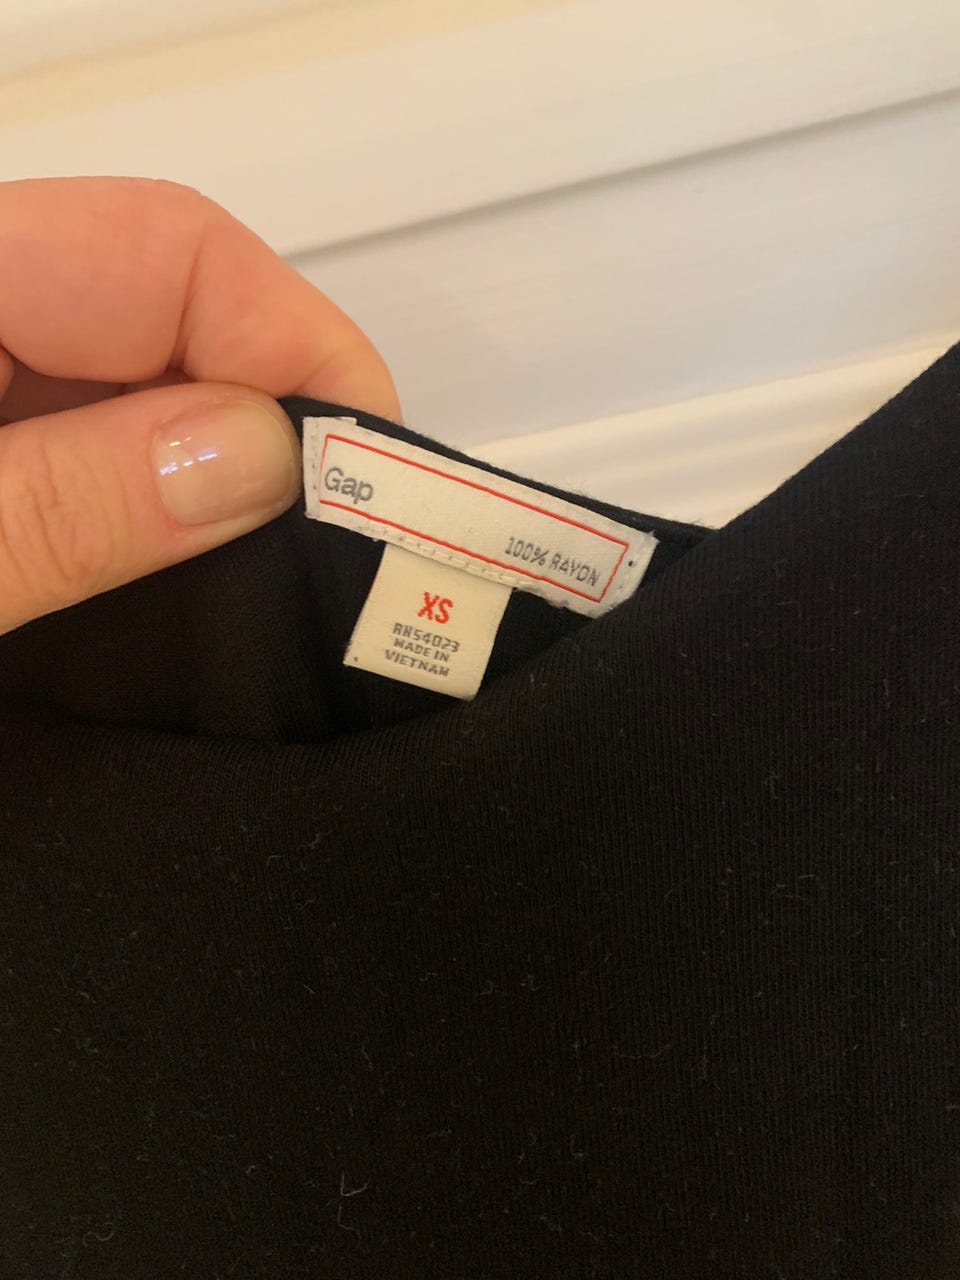 Gap
100% RAYON
XS
RN54023
MADE IN
VIETNAM